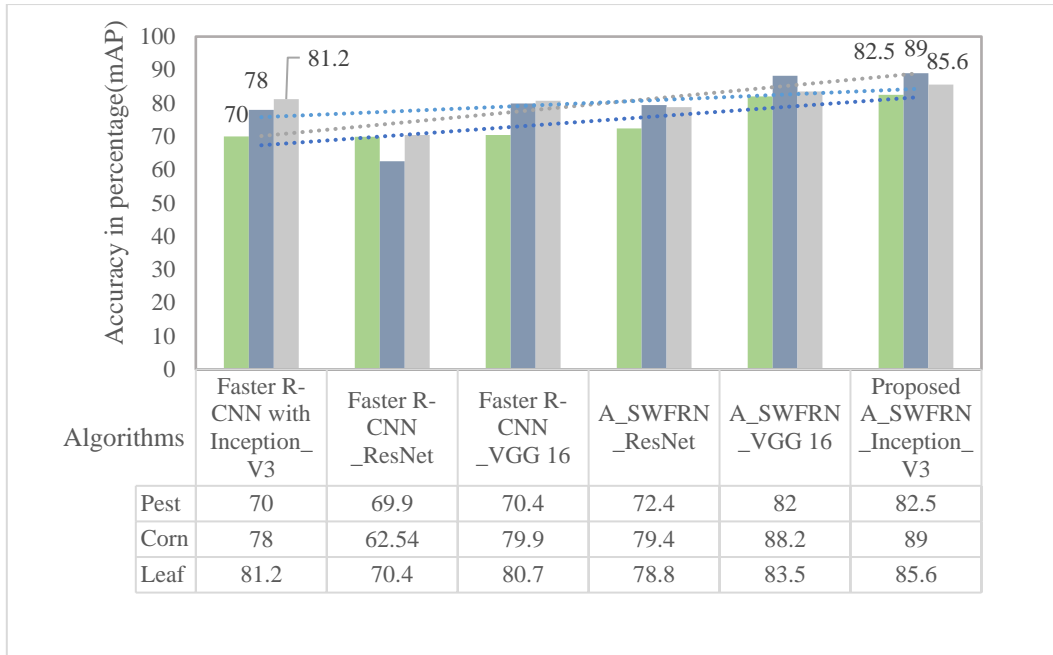 Accuracy in percentage(mAP)
100
90
80
70
60
50
40
30
20
10
0
70
78
81.2
82.5
89
85.6
Algorithms
Faster R-
CNN with
Inception_
V3
Faster R-
CNN
_ResNet
Faster R-
CNN
_VGG 16
A_SWFRN
_ResNet
A_SWFRN
_VGG 16
Proposed
A_SWFRN
_Inception_
V3
Pest 70 69.9 70.4 72.4 82 82.5
Corn 78 62.54 79.9 79.4 88.2 89
Leaf 81.2 70.4 80.7 78.8 83.5 85.6